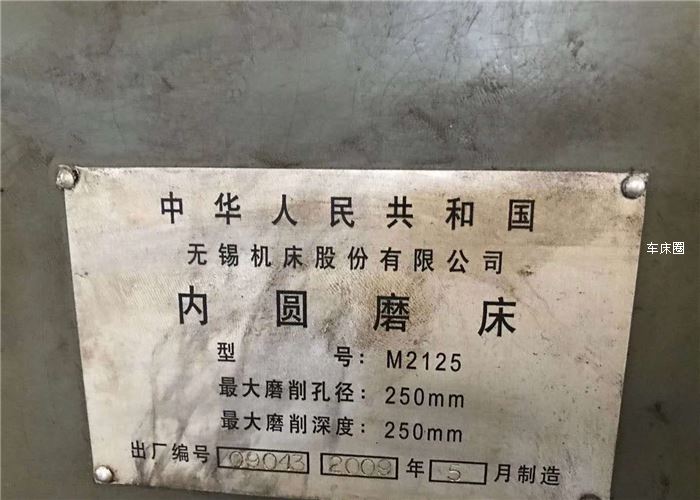 中华人民共和国
无锡机床股份有限公司
车床圈
内圆磨床
型号：M2125
最大磨削孔径：250mm
最大磨削深度：250mm
出厂编号 09043 2009 年 5 月制造